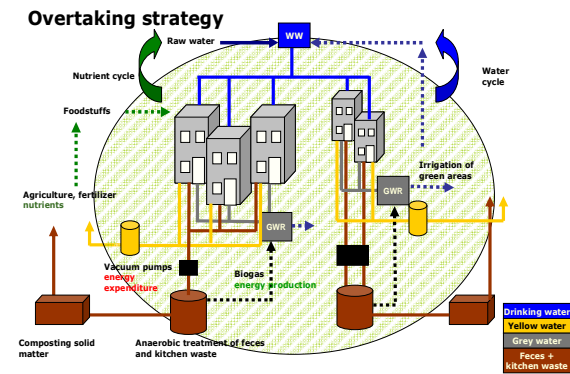 Overtaking strategy
Raw water
WW
Nutrient cycle
Water
cycle
Foodstuffs
Irrigation of
green areas
GWR
Agriculture, fertilizer
nutrients
GWR
Vacuum pumps
energy
expenditure
Biogas
energy production
Composting solid
matter
Anaerobic treatment of feces
and kitchen waste
Drinking water
Yellow water
Grey water
Feces +
kitchen waste